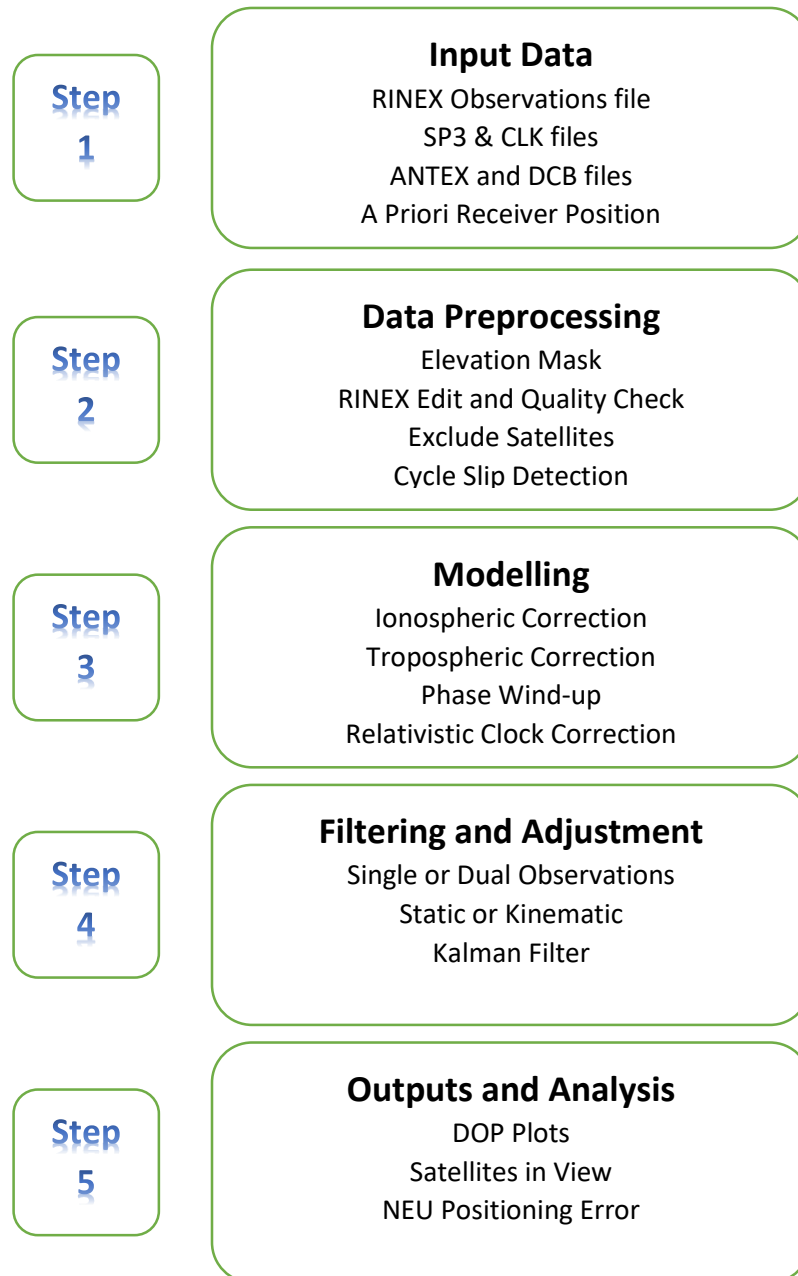 Step
1
Input Data
RINEX Observations file
SP3 & CLK files
ANTEX and DCB files
A Priori Receiver Position
Step
2
Data Preprocessing
Elevation Mask
RINEX Edit and Quality Check
Exclude Satellites
Cycle Slip Detection
Step
3
Modelling
Ionospheric Correction
Tropospheric Correction
Phase Wind-up
Relativistic Clock Correction
Step
4
Filtering and Adjustment
Single or Dual Observations
Static or Kinematic
Kalman Filter
Step
5
Outputs and Analysis
DOP Plots
Satellites in View
NEU Positioning Error